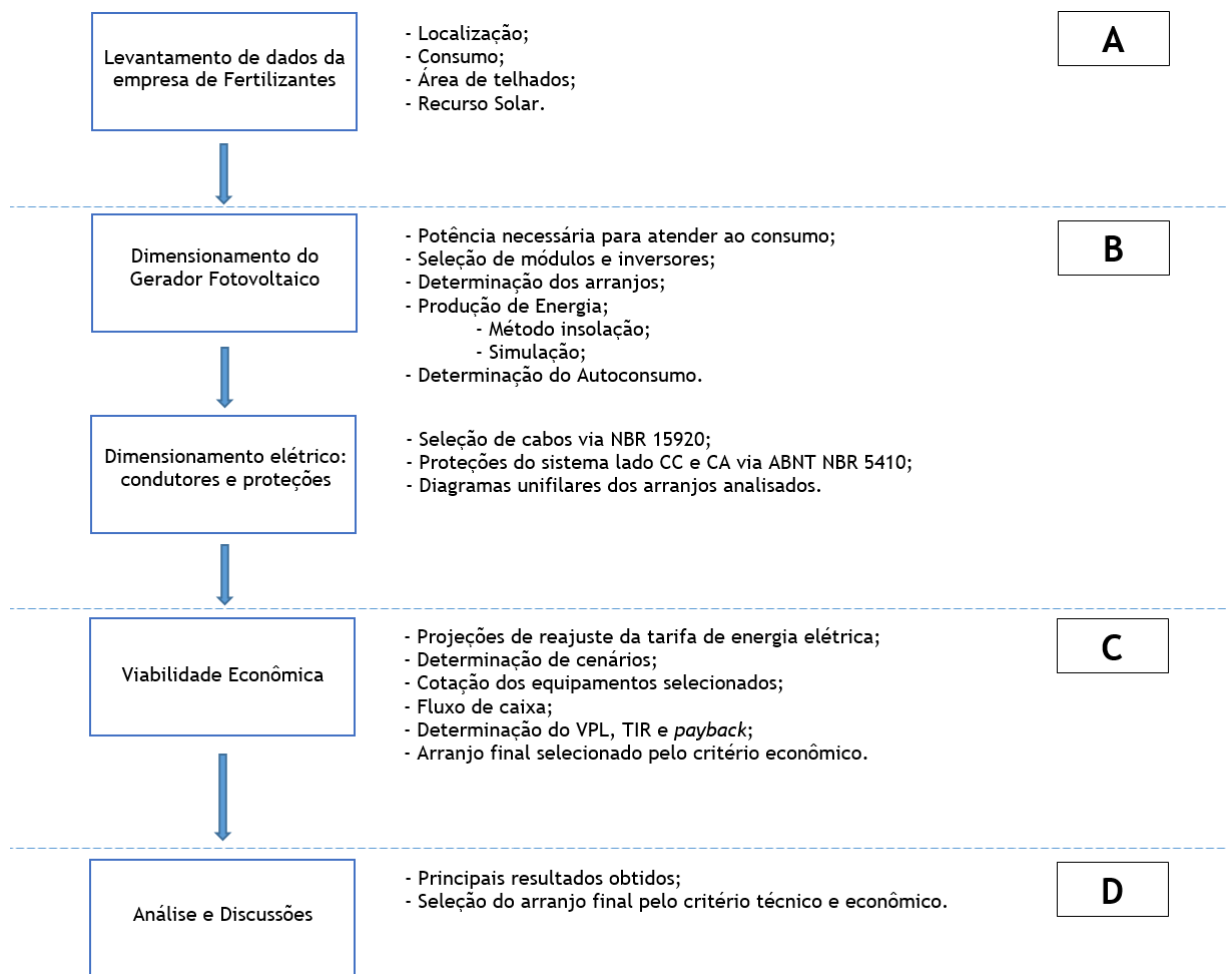 Levantamento de dados da
empresa de Fertilizantes
- Localização;
- Consumo;
- Área de telhados;
- Recurso Solar.
A
Dimensionamento do
Gerador Fotovoltaico
- Potência necessária para atender ao consumo;
- Seleção de módulos e inversores;
- Determinação dos arranjos;
- Produção de Energia;
- Método insolação;
- Simulação;
- Determinação do Autoconsumo.
B
Dimensionamento elétrico:
condutores e proteções
- Seleção de cabos via NBR 15920;
- Proteções do sistema lado CC e CA via ABNT NBR 5410;
- Diagramas unifilares dos arranjos analisados.
Viabilidade Econômica
- Projeções de reajuste da tarifa de energia elétrica;
- Determinação de cenários;
- Cotação dos equipamentos selecionados;
- Fluxo de caixa;
- Determinação do VPL, TIR e payback;
- Arranjo final selecionado pelo critério econômico.
C
Análise e Discussões
- Principais resultados obtidos;
- Seleção do arranjo final pelo critério técnico e econômico.
D